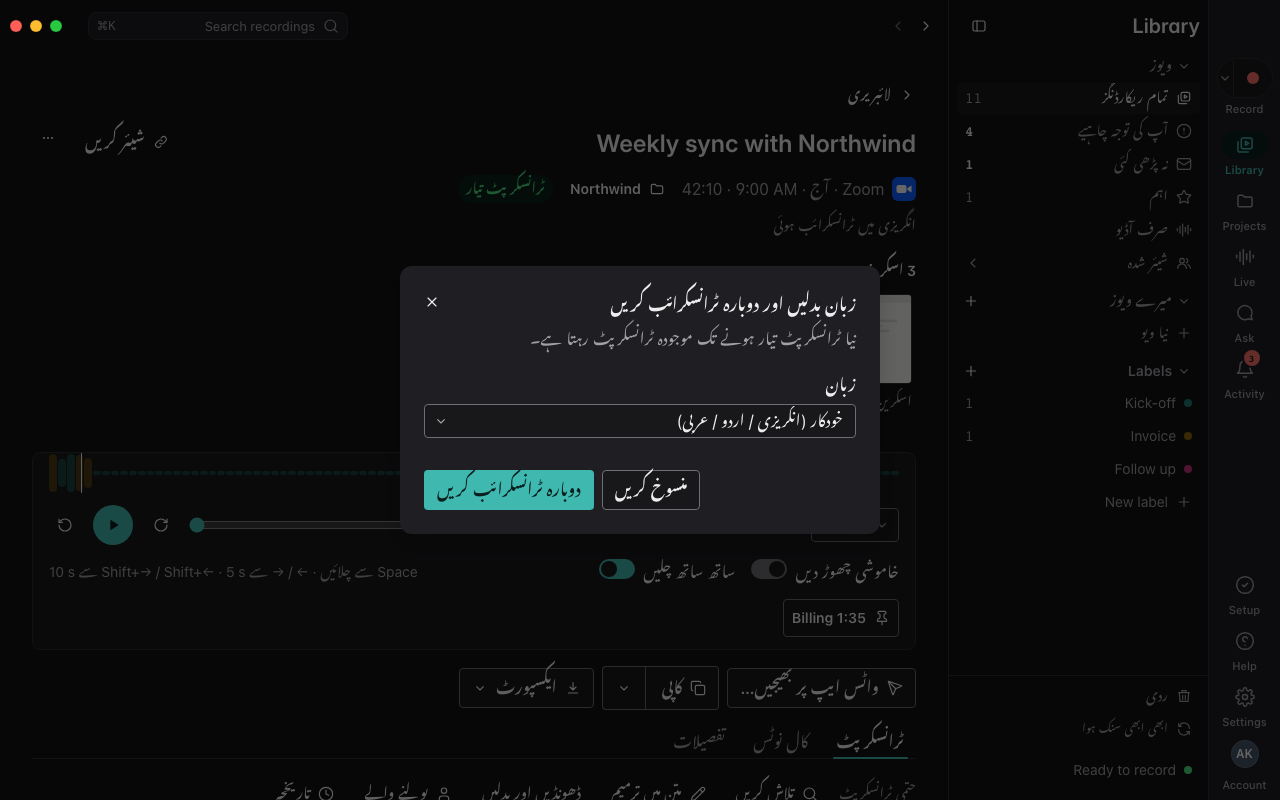 Library
Search recordings
⌘K
ویوز
تمام ریکارڈنگز 11
آپ کی توجہ چاہیے 4
نہ پڑھی گئی 1
اہم 1
صرف آڈیو
شیئر شدہ
میرے ویوز
نیا ویو
Labels
Kick-off 1
Invoice 1
Follow up
New label
ردی
ابھی ابھی سنک ہوا
Ready to record
Record
Library
Projects
Live
Ask
3
Activity
Setup
Help
Settings
AK
Account
لائبریری
Weekly sync with Northwind
شیئر کریں
Zoom · آج · 9:00 AM · 42:10
Northwind
ٹرانسکرپٹ تیار
انگریزی میں ٹرانسکرائب ہوئی
زبان بدلیں اور دوبارہ ٹرانسکرائب کریں
نیا ٹرانسکرپٹ تیار ہونے تک موجودہ ٹرانسکرپٹ رہتا ہے۔
زبان
خودکار (انگریزی / اردو / عربی)
منسوخ کریں
دوبارہ ٹرانسکرائب کریں
خاموشی چھوڑ دیں
ساتھ ساتھ چلیں
Space سے چلائیں · ← / → سے 5 s · Shift+← / Shift+→ سے 10 s
Billing 1:35
واٹس ایپ پر بھیجیں...
کاپی
ایکسپورٹ
ٹرانسکرپٹ
کال نوٹس
تفصیلات
حتمی ٹرانسکرپٹ
تلاش کریں
متن میں ترمیم
ڈھونڈیں اور بدلیں
بولنے والے
تاریخچہ